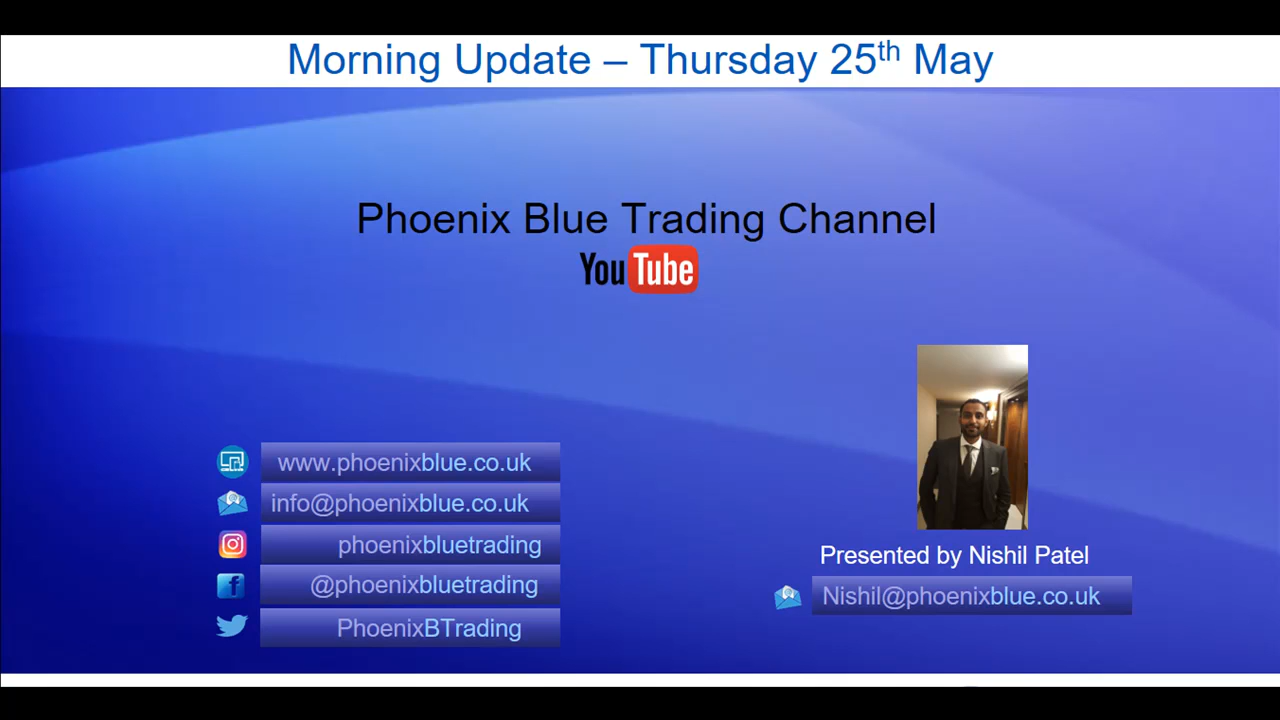 Morning Update – Thursday 25th May
Phoenix Blue Trading Channel
YouTube
www.phoenixblue.co.uk
info@phoenixblue.co.uk
phoenixbluetrading
@phoenixbluetrading
PhoenixBTrading
Presented by Nishil Patel
Nishil@phoenixblue.co.uk